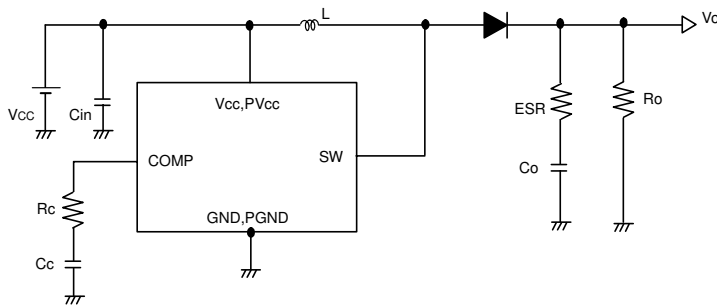 L
Vo
VCC
Cin
Vcc,PVcc
ESR
Ro
COMP
SW
Co
Rc
GND,PGND
Cc